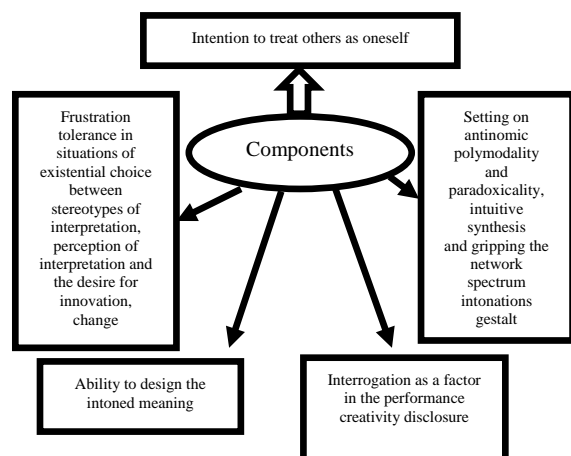 Intention to treat others as oneself
Frustration
tolerance in
situations of
existential choice
between
stereotypes of
interpretation,
perception of
interpretation and
the desire for
innovation,
change
Components
Setting on
antinomic
polymodality
and
paradoxicality,
intuitive
synthesis
and gripping the
network
spectrum
intonations
gestalt
Ability to design the
intoned meaning
Interrogation as a factor
in the performance
creativity disclosure